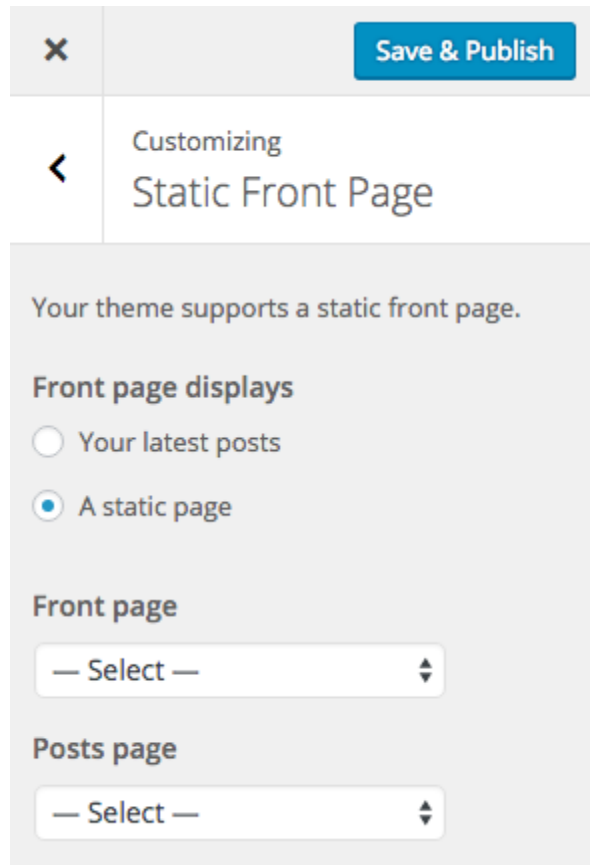 Save & Publish
Customizing
Static Front Page
Your theme supports a static front page.
Front page displays
Your latest posts
A static page
Front page
— Select —
Posts page
— Select —